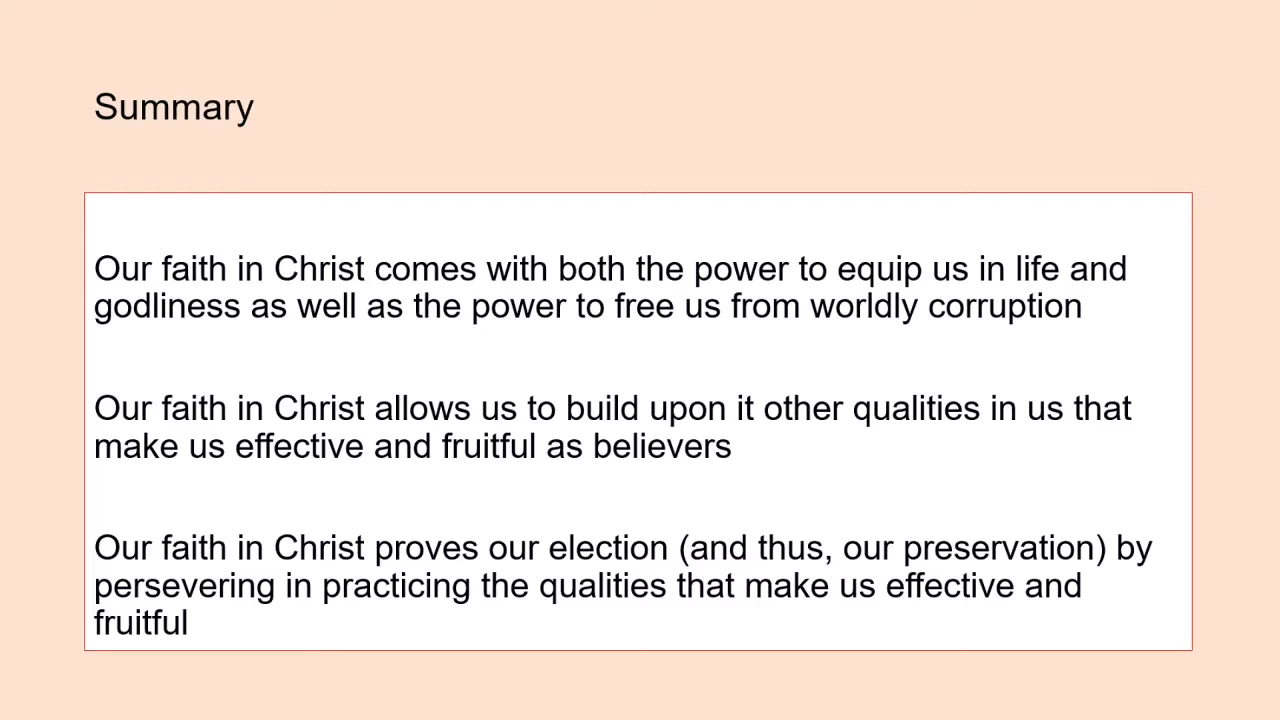 Summary
Our faith in Christ comes with both the power to equip us in life and
godliness as well as the power to free us from worldly corruption
Our faith in Christ allows us to build upon it other qualities in us that
make us effective and fruitful as believers
Our faith in Christ proves our election (and thus, our preservation) by
persevering in practicing the qualities that make us effective and
fruitful